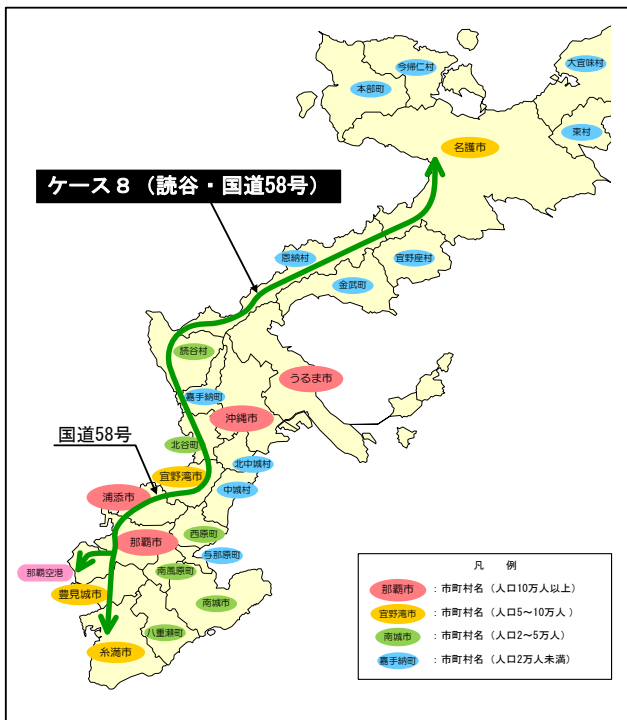 今帰仁村
大宜味村
本部町
東村
名護市
ケース8（読谷・国道58号）
恩納村
宜野座村
金武町
読谷村
うるま市
嘉手納町
沖縄市
国道58号
北谷町
北中城村
宜野湾市
中城村
浦添市
西原町
那覇市
与那原町
那覇空港
南風原町
豊見城市
南城市
八重瀬町
糸満市
凡 例
那覇市 ：市町村名（人口10万人以上）
宜野湾市 ：市町村名（人口5～10万人）
南城市 ：市町村名（人口2～5万人）
嘉手納町 ：市町村名（人口2万人未満）